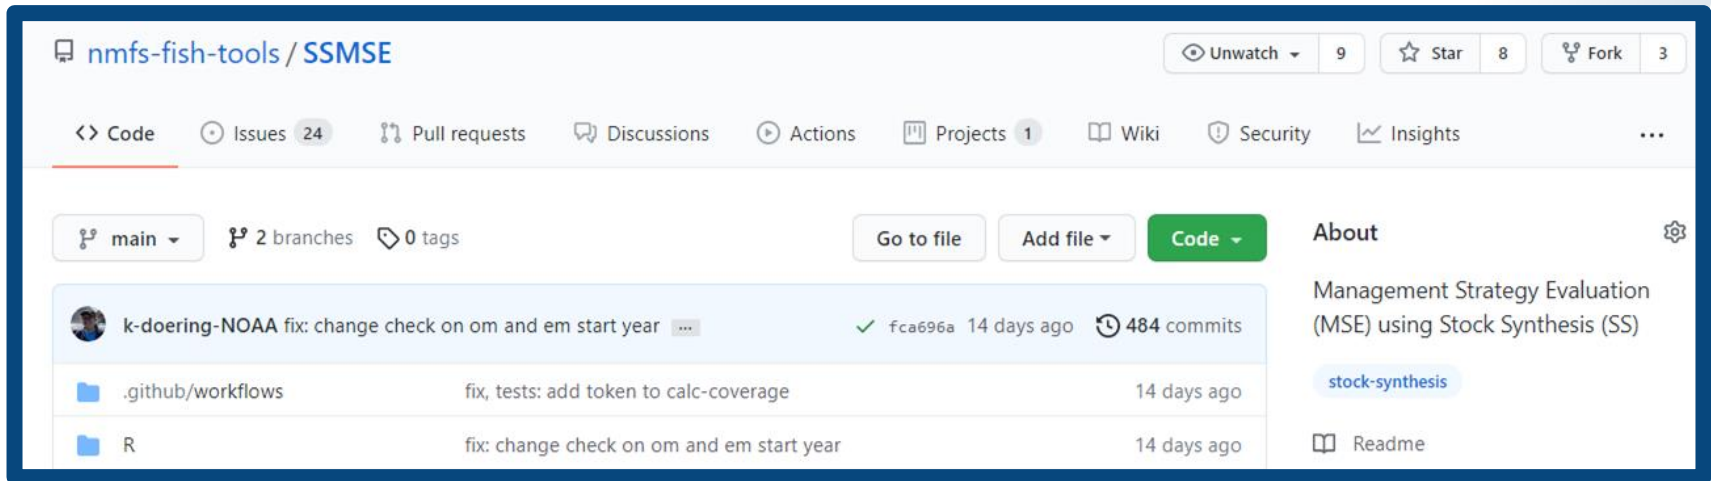 nmfs-fish-tools / SSMSE
Unwatch 9 Star 8 Fork 3
Code Issues 24 Pull requests Discussions Actions Projects 1 Wiki Security Insights ...
main 2 branches 0 tags Go to file Add file Code
k-doering-NOAA fix: change check on om and em start year ... fca696a 14 days ago 484 commits
.github/workflows fix, tests: add token to calc-coverage 14 days ago
R fix: change check on om and em start year 14 days ago
About
Management Strategy Evaluation
(MSE) using Stock Synthesis (SS)
stock-synthesis
Readme